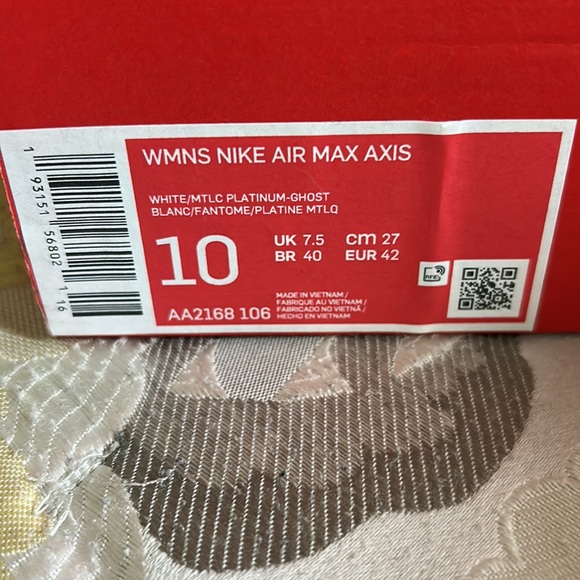 WMNS NIKE AIR MAX AXIS
WHITE/MTLC PLATINUM-GHOST
BLANC/FANTOME/PLATINE MTLQ
10
UK 7.5 cm 27
BR 40 EUR 42
AA2168 106
MADE IN VIETNAM /
FABRIQUE AU VIETNAM /
FABRICADO NO VIETNÃ /
HECHO EN VIETNAM
RFID
1 93151 56802 1 16